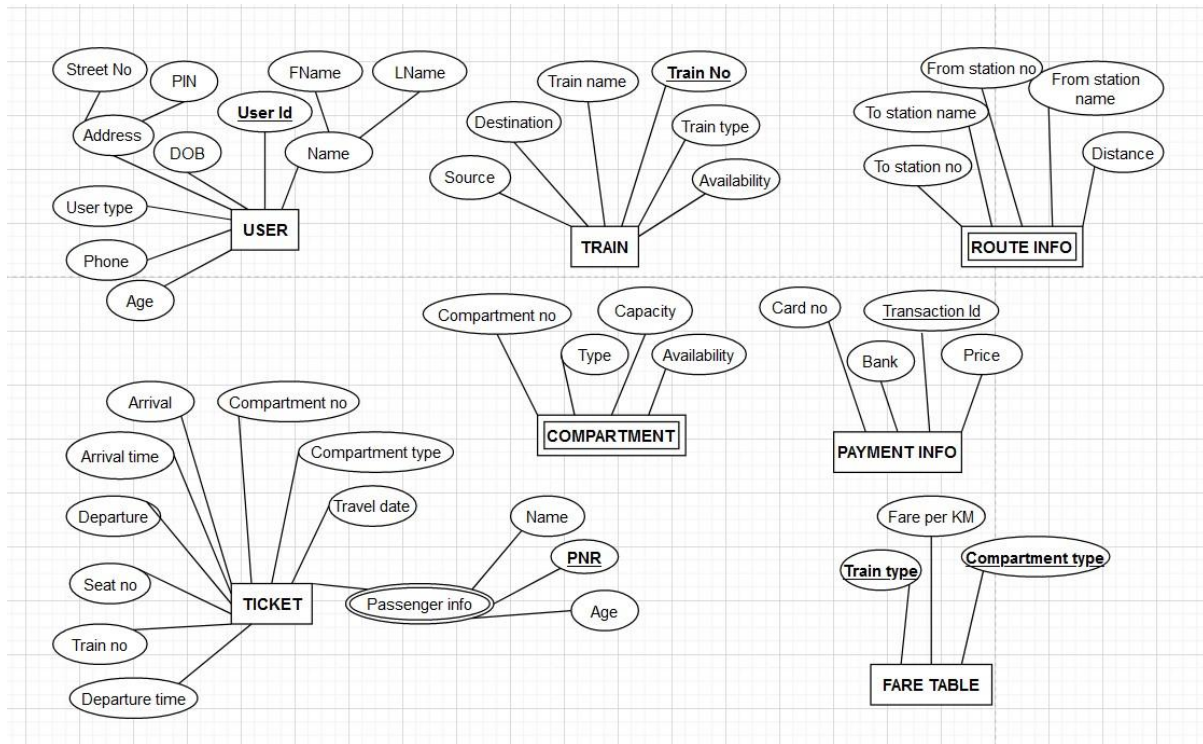 Street No
PIN
FName
LName
User Id
Address
DOB
Name
User type
USER
Phone
Age
Train name
Train No
Destination
Train type
Source
Availability
TRAIN
From station no
From station
name
To station name
To station no
Distance
ROUTE INFO
Compartment no
Capacity
Type
Availability
COMPARTMENT
Card no
Transaction Id
Bank
Price
PAYMENT INFO
Arrival
Compartment no
Arrival time
Compartment type
Departure
Travel date
Seat no
TICKET
Train no
Departure time
Name
PNR
Passenger info
Age
Fare per KM
Train type
Compartment type
FARE TABLE